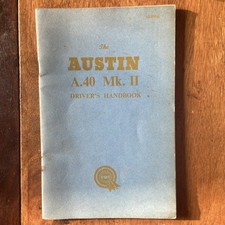 The
AUSTIN
A.40 Mk. II
DRIVER'S HANDBOOK